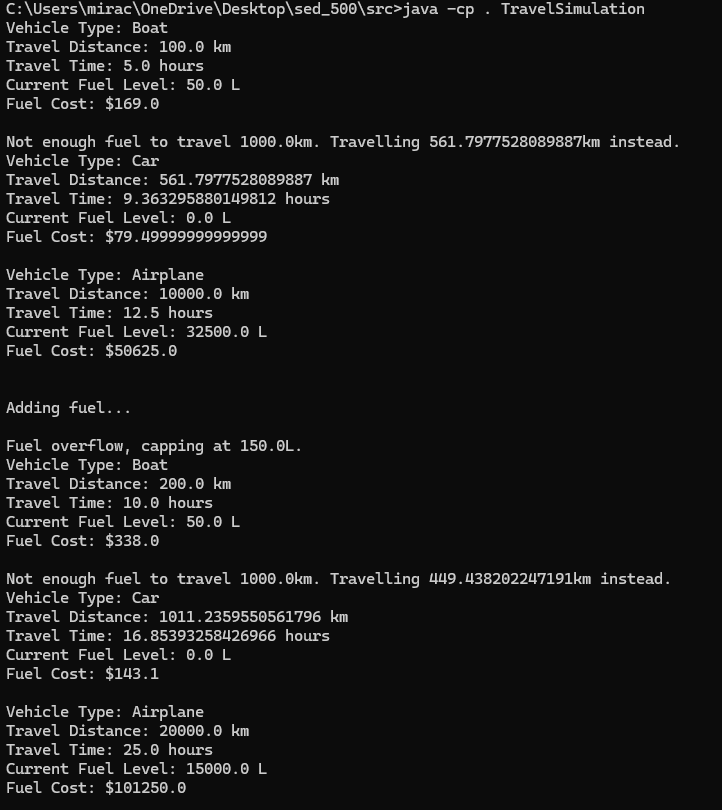 C:\Users\mirac\OneDrive\Desktop\sed_500\src>java -cp . TravelSimulation
Vehicle Type: Boat
Travel Distance: 100.0 km
Travel Time: 5.0 hours
Current Fuel Level: 50.0 L
Fuel Cost: $169.0

Not enough fuel to travel 1000.0km. Travelling 561.7977528089887km instead.
Vehicle Type: Car
Travel Distance: 561.7977528089887 km
Travel Time: 9.363295880149812 hours
Current Fuel Level: 0.0 L
Fuel Cost: $79.49999999999999

Vehicle Type: Airplane
Travel Distance: 10000.0 km
Travel Time: 12.5 hours
Current Fuel Level: 32500.0 L
Fuel Cost: $50625.0


Adding fuel...

Fuel overflow, capping at 150.0L.
Vehicle Type: Boat
Travel Distance: 200.0 km
Travel Time: 10.0 hours
Current Fuel Level: 50.0 L
Fuel Cost: $338.0

Not enough fuel to travel 1000.0km. Travelling 449.438202247191km instead.
Vehicle Type: Car
Travel Distance: 1011.2359550561796 km
Travel Time: 16.85393258426966 hours
Current Fuel Level: 0.0 L
Fuel Cost: $143.1

Vehicle Type: Airplane
Travel Distance: 20000.0 km
Travel Time: 25.0 hours
Current Fuel Level: 15000.0 L
Fuel Cost: $101250.0